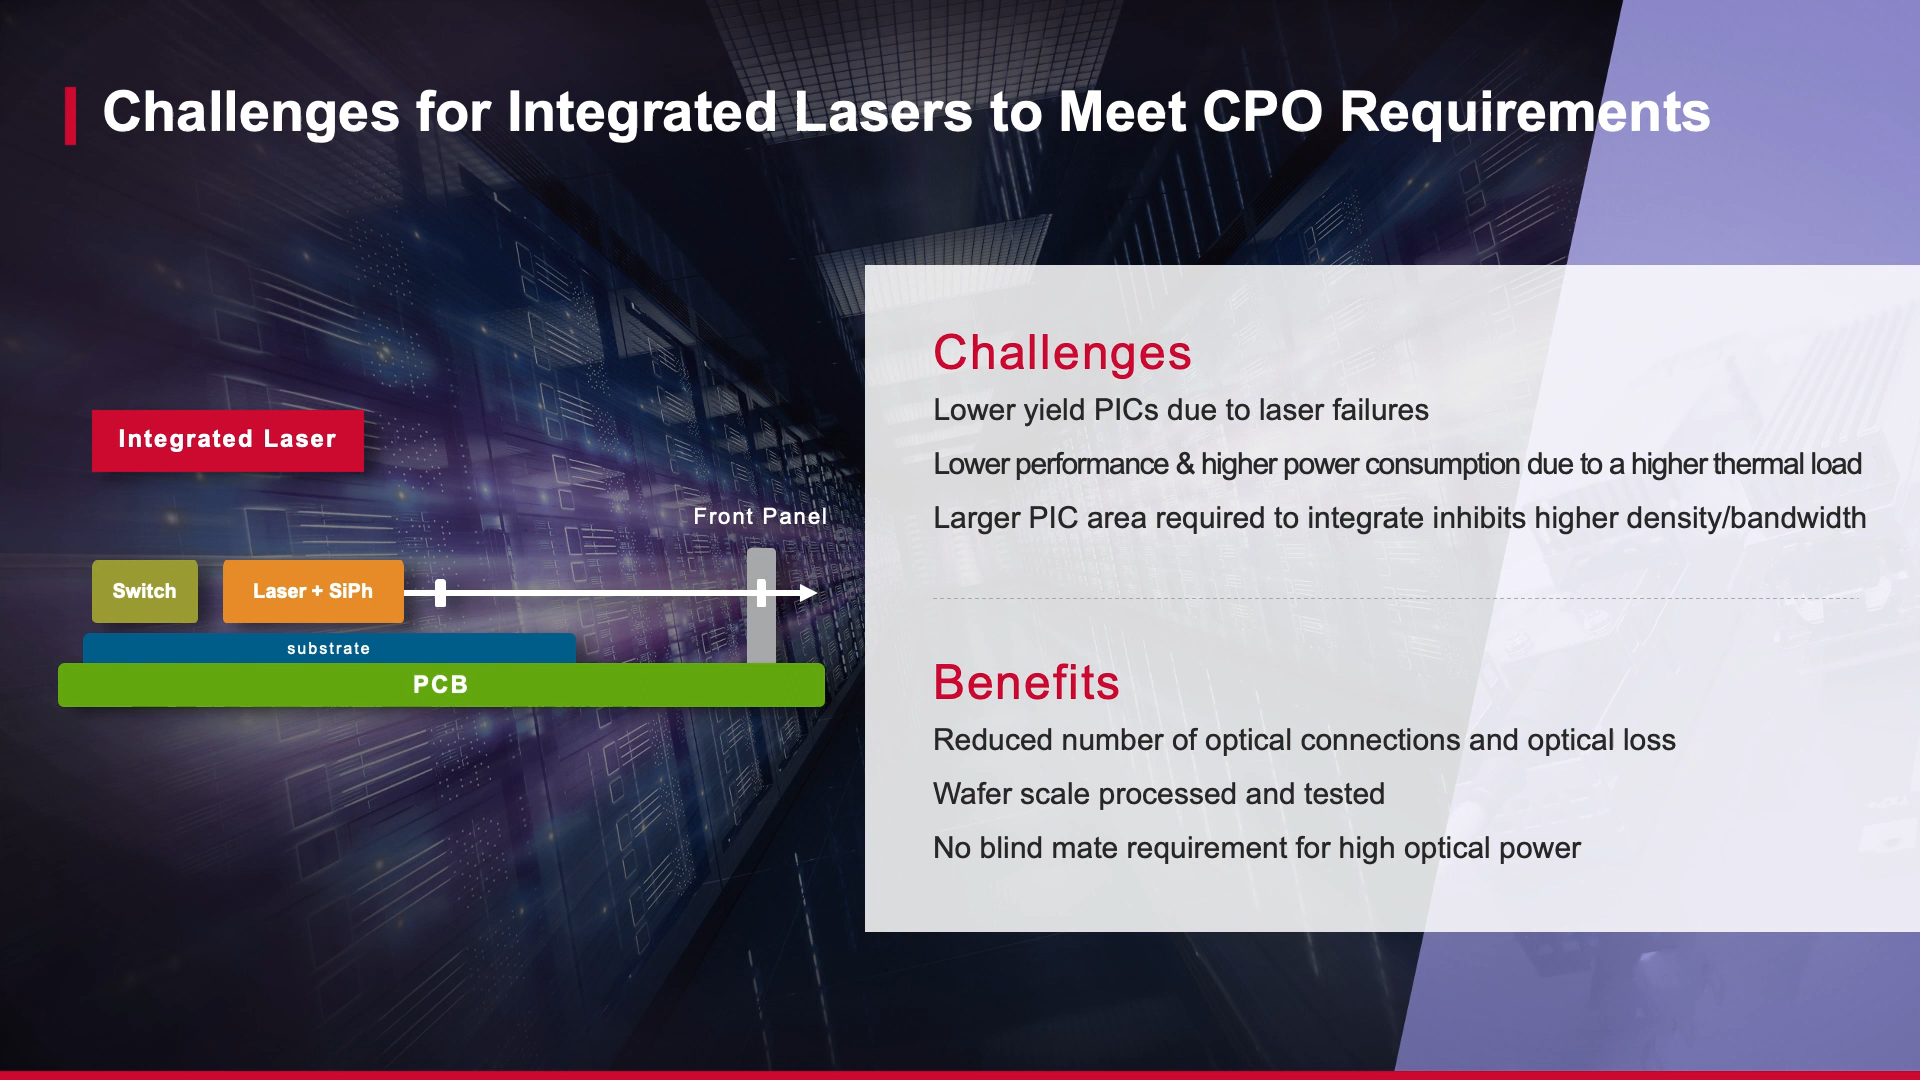 Challenges for Integrated Lasers to Meet CPO Requirements
Integrated Laser
Front Panel
Switch
Laser + SiPh
substrate
PCB
Challenges
Lower yield PICs due to laser failures
Lower performance & higher power consumption due to a higher thermal load
Larger PIC area required to integrate inhibits higher density/bandwidth
Benefits
Reduced number of optical connections and optical loss
Wafer scale processed and tested
No blind mate requirement for high optical power